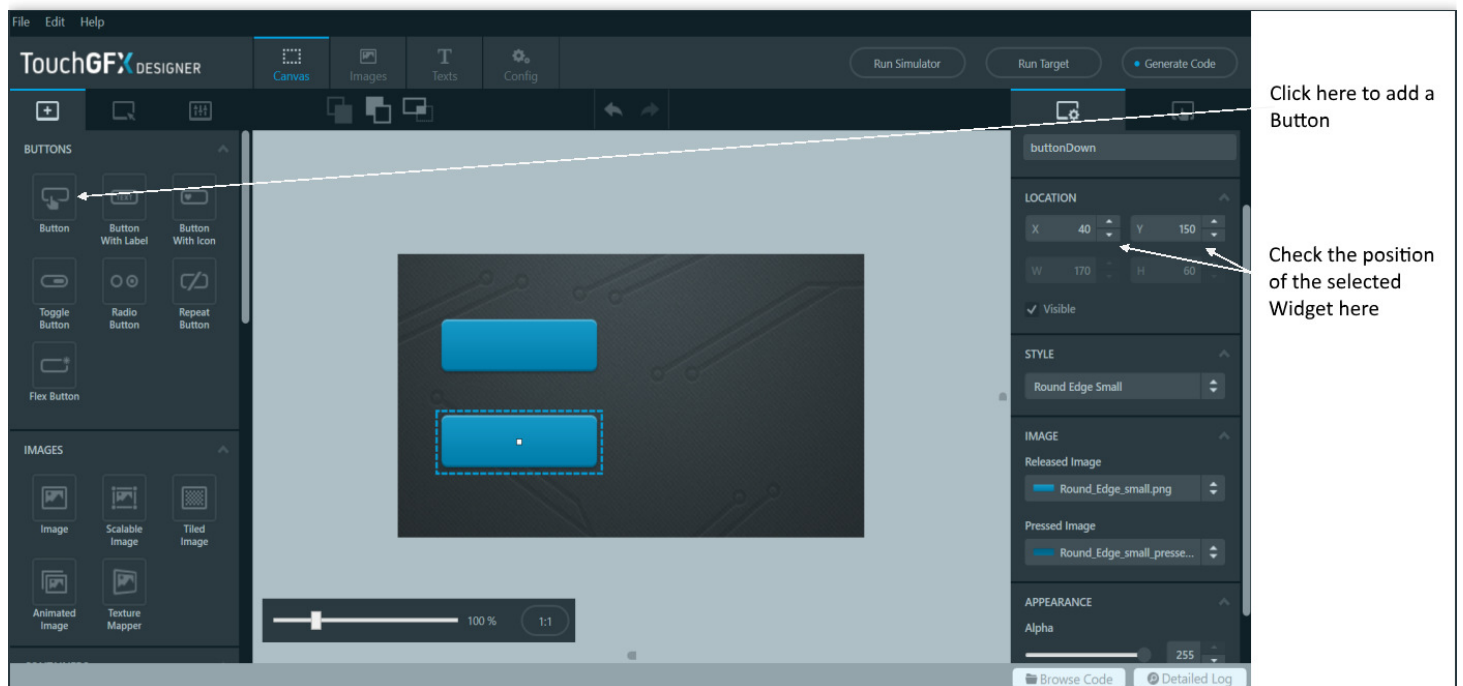 File Edit Help
TouchGFX DESIGNER
Canvas
Images
Texts
Config
Run Simulator
Run Target
Generate Code
Click here to add a
Button
BUTTONS
Button
TEXT
Button
With Label
Button
With Icon
Toggle
Button
Radio
Button
Repeat
Button
Flex Button
IMAGES
Image
Scalable
Image
Tiled
Image
Animated
Image
Texture
Mapper
100 %
1:1
buttonDown
LOCATION
X 40 Y 150
W 170 H 60
Visible
Check the position
of the selected
Widget here
STYLE
Round Edge Small
IMAGE
Released Image
Round_Edge_small.png
Pressed Image
Round_Edge_small_presse...
APPEARANCE
Alpha
255
Browse Code
Detailed Log